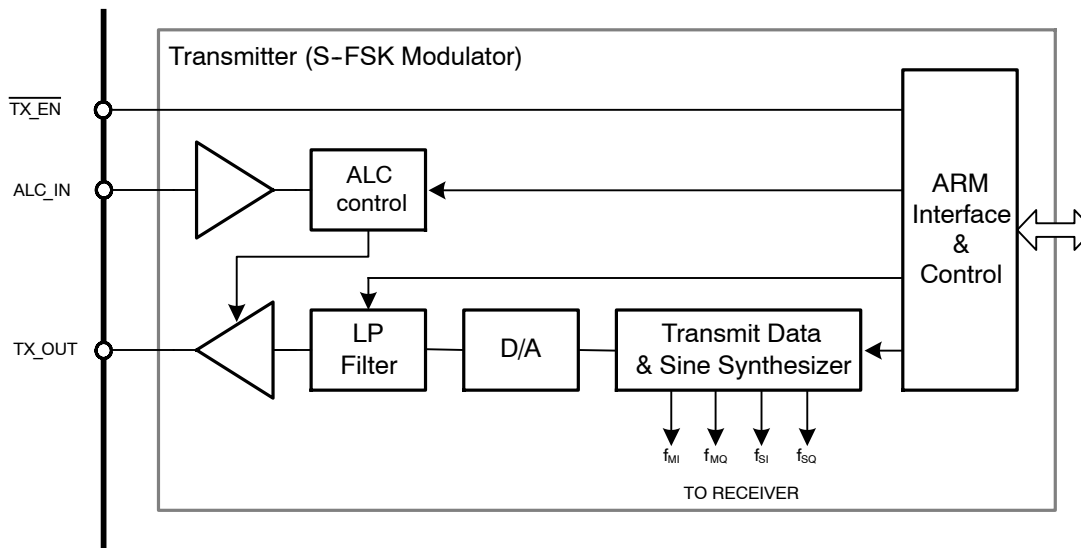 Transmitter (S-FSK Modulator)
TX_EN
ALC_IN
ALC
control
ARM
Interface
&
Control
TX_OUT
LP
Filter
D/A
Transmit Data
& Sine Synthesizer
fMI fMQ fSI fSQ
TO RECEIVER